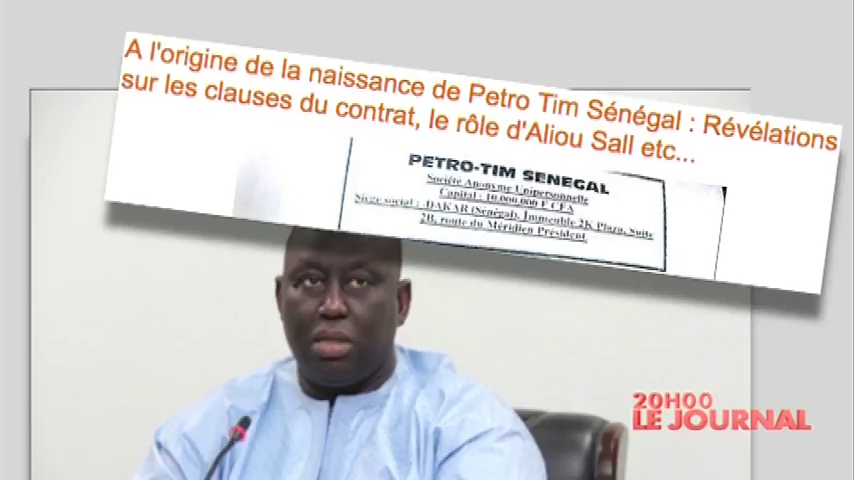 A l'origine de la naissance de Petro Tim Sénégal : Révélations
sur les clauses du contrat, le rôle d'Aliou Sall etc...
PETRO-TIM SENEGAL
Société Anonyme Unipersonnelle
Capital : 10.000.000 F CFA
Siège social : DAKAR (Sénégal), Immeuble 2K Plaza, Suite
2B, route du Méridien Président
20H00
LE JOURNAL